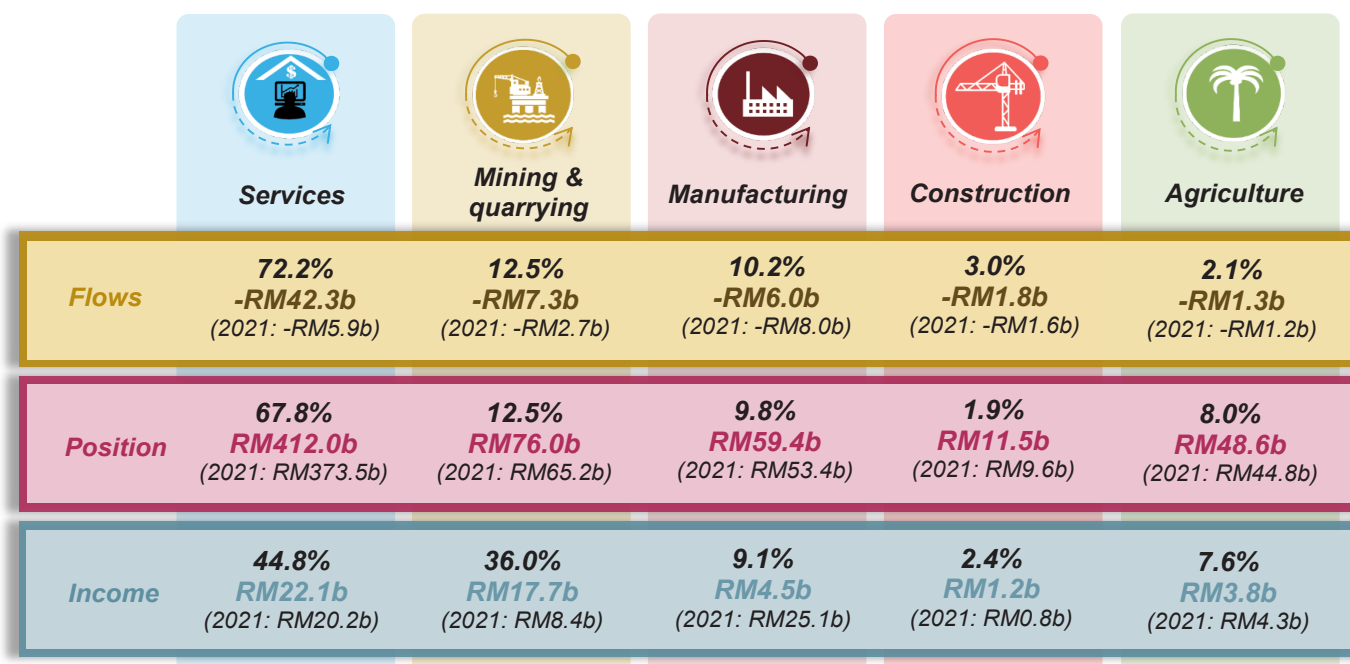 $
Services
Mining &
quarrying
Manufacturing
Construction
Agriculture
Flows
72.2%
-RM42.3b
(2021: -RM5.9b)
12.5%
-RM7.3b
(2021: -RM2.7b)
10.2%
-RM6.0b
(2021: -RM8.0b)
3.0%
-RM1.8b
(2021: -RM1.6b)
2.1%
-RM1.3b
(2021: -RM1.2b)
Position
67.8%
RM412.0b
(2021: RM373.5b)
12.5%
RM76.0b
(2021: RM65.2b)
9.8%
RM59.4b
(2021: RM53.4b)
1.9%
RM11.5b
(2021: RM9.6b)
8.0%
RM48.6b
(2021: RM44.8b)
Income
44.8%
RM22.1b
(2021: RM20.2b)
36.0%
RM17.7b
(2021: RM8.4b)
9.1%
RM4.5b
(2021: RM25.1b)
2.4%
RM1.2b
(2021: RM0.8b)
7.6%
RM3.8b
(2021: RM4.3b)